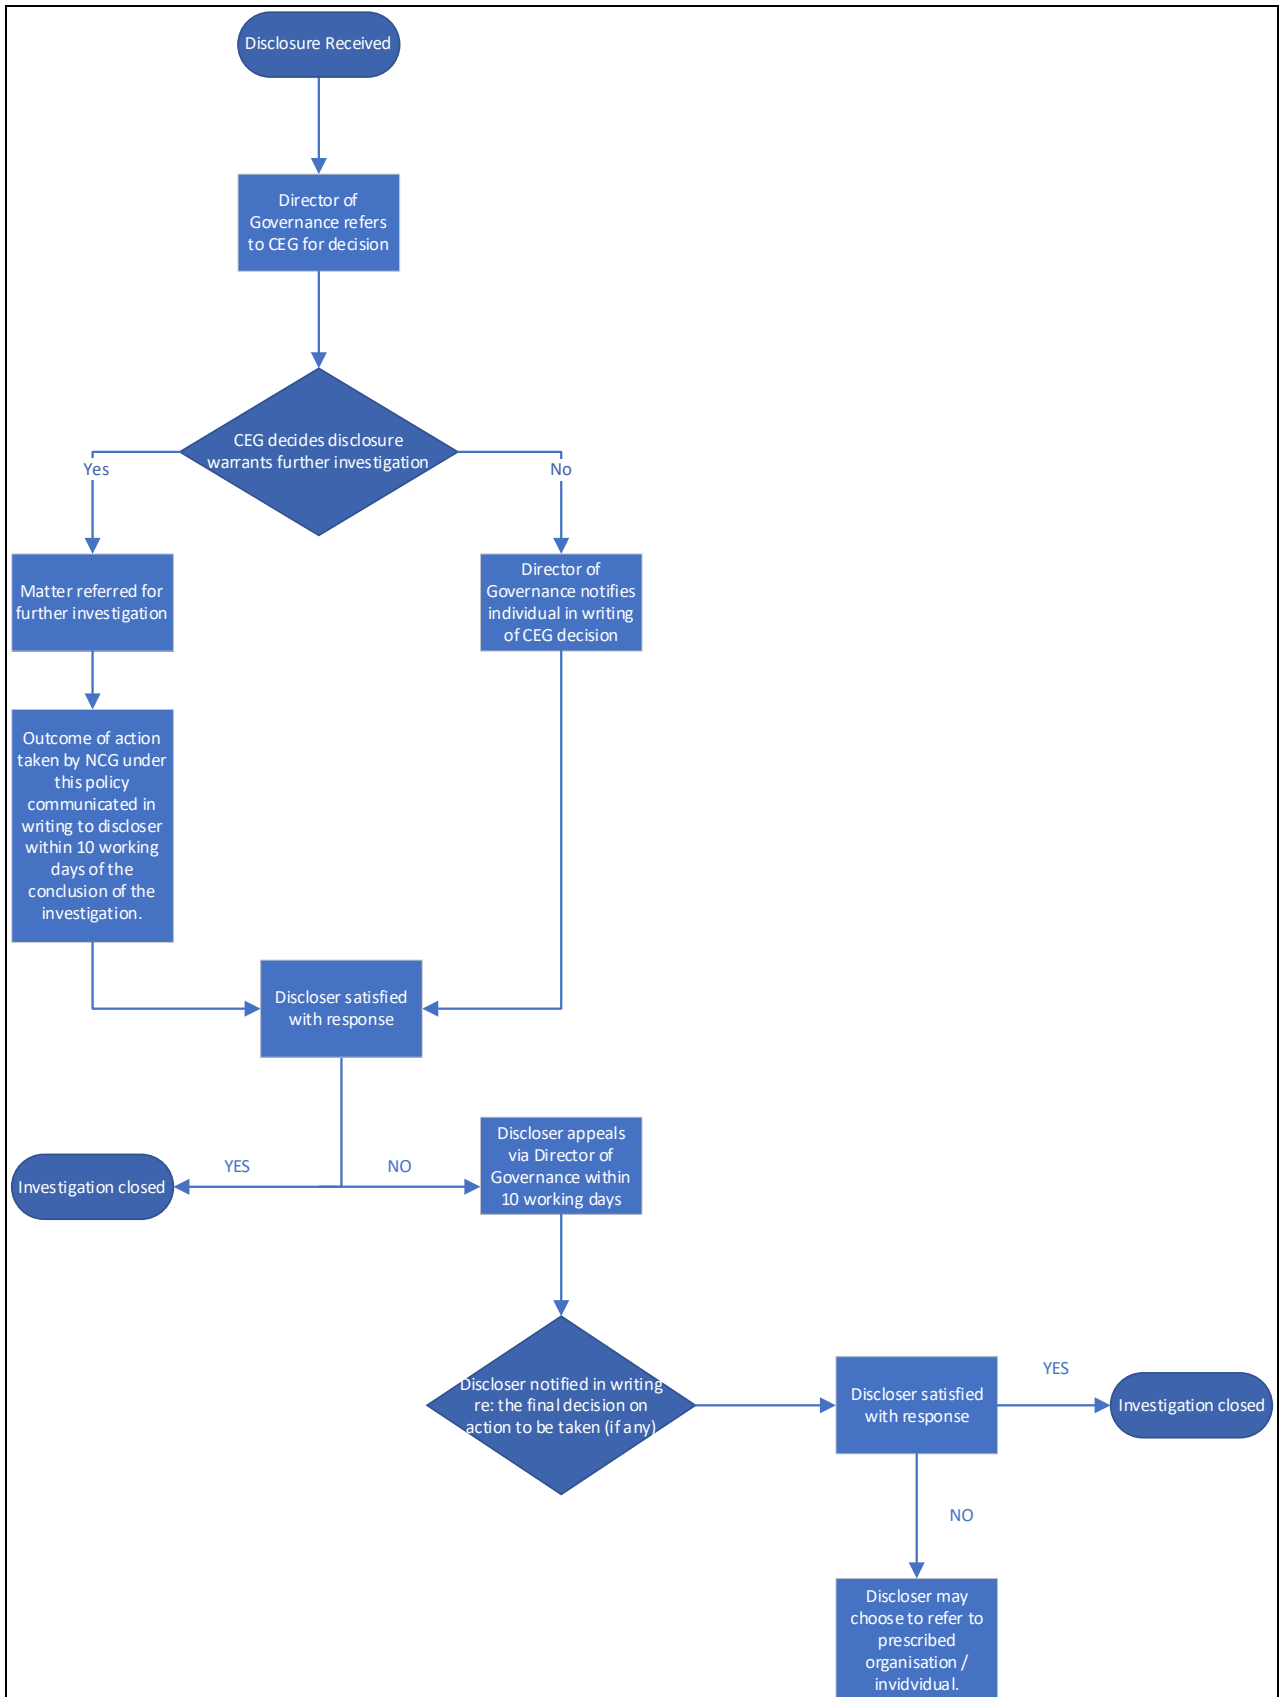 Disclosure Received
Director of
Governance refers
to CEG for decision
CEG decides disclosure
warrants further investigation
Yes
No
Matter referred for
further investigation
Director of
Governance notifies
individual in writing
of CEG decision
Outcome of action
taken by NCG under
this policy
communicated in
writing to discloser
within 10 working
days of the
conclusion of the
investigation.
Discloser satisfied
with response
YES
NO
Investigation closed
Discloser appeals
via Director of
Governance within
10 working days
Discloser notified in writing
re: the final decision on
action to be taken (if any)
Discloser satisfied
with response
YES
Investigation closed
NO
Discloser may
choose to refer to
prescribed
organisation /
invidvidual.